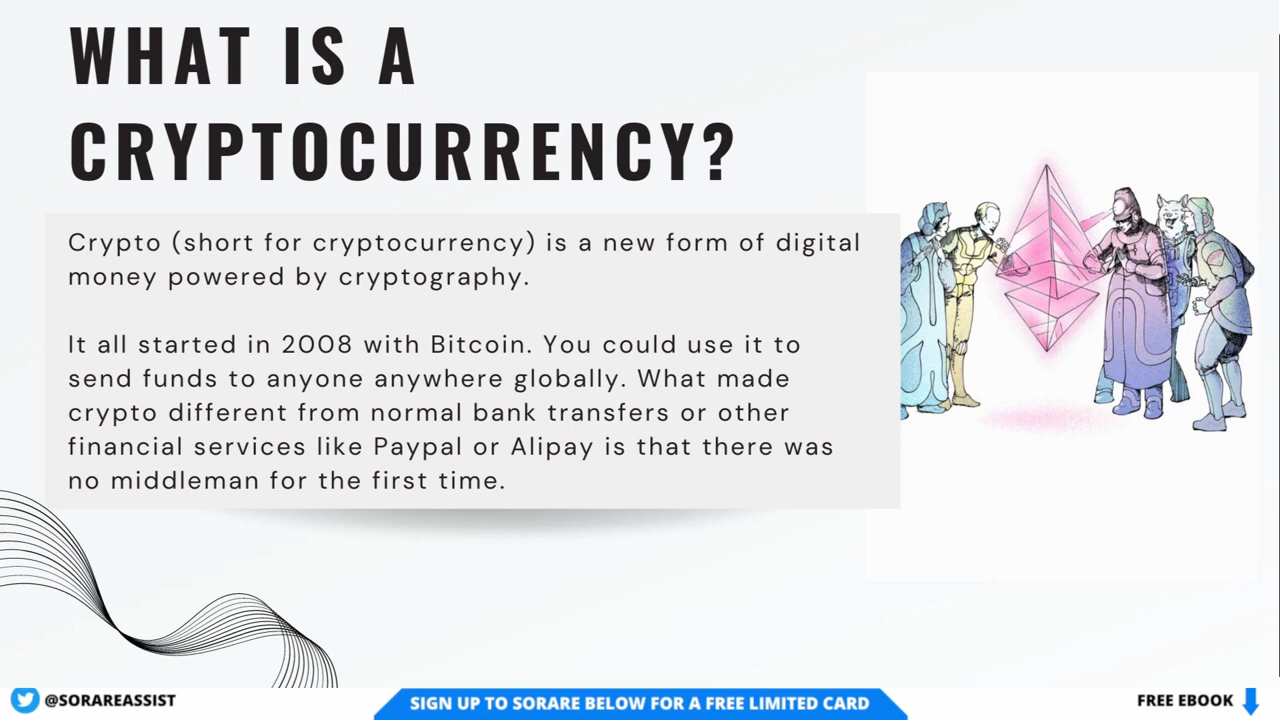 WHAT IS A
CRYPTOCURRENCY?
Crypto (short for cryptocurrency) is a new form of digital
money powered by cryptography.
It all started in 2008 with Bitcoin. You could use it to
send funds to anyone anywhere globally. What made
crypto different from normal bank transfers or other
financial services like Paypal or Alipay is that there was
no middleman for the first time.
@SORAREASSIST
SIGN UP TO SORARE BELOW FOR A FREE LIMITED CARD
FREE EBOOK